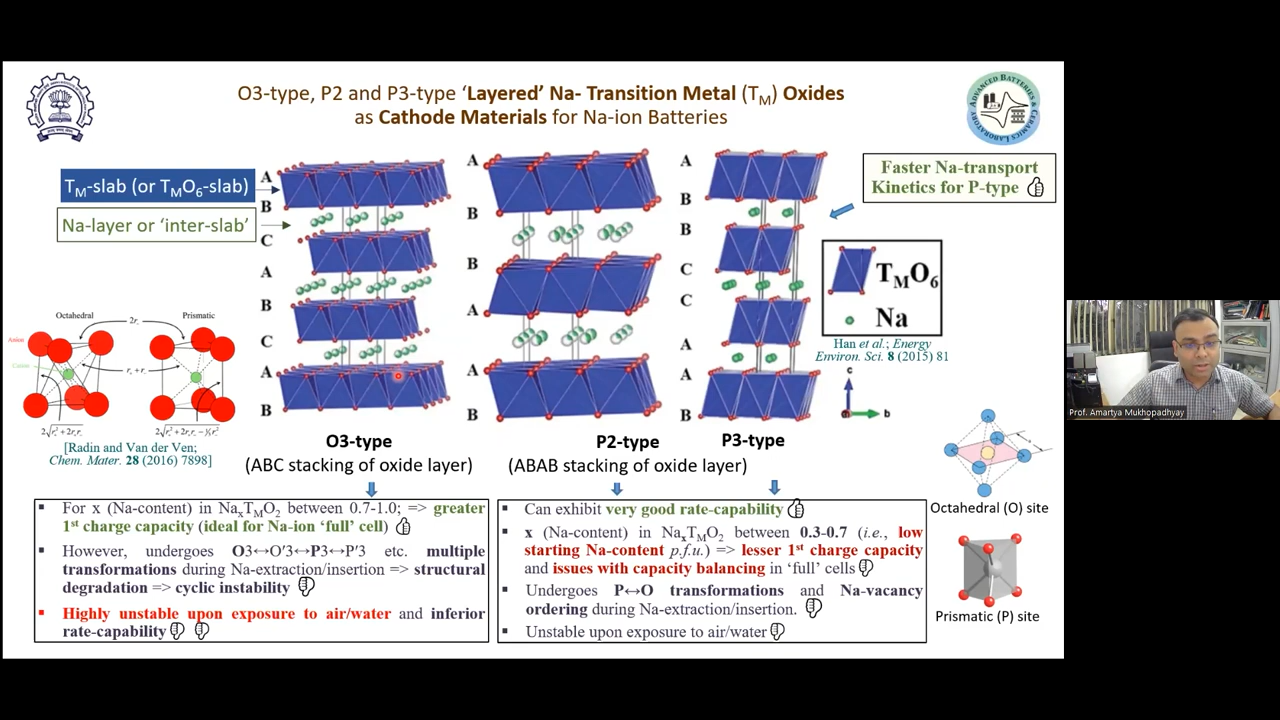 O3-type, P2 and P3-type ‘Layered’ Na- Transition Metal (TM) Oxides
as Cathode Materials for Na-ion Batteries
ADVANCED BATTERIES
& CERAMICS LABORATORY
TM-slab (or TMO6-slab)
Na-layer or ‘inter-slab’
A
B
C
A
B
C
A
B
A
B
B
A
A
B
A
B
B
C
C
A
A
B
Faster Na-transport
Kinetics for P-type
TMO6
Na
Han et al.; Energy
Environ. Sci. 8 (2015) 81
c
b
Octahedral
Prismatic
Anion
Cation
[Radin and Van der Ven;
Chem. Mater. 28 (2016) 7898]
O3-type
(ABC stacking of oxide layer)
P2-type
P3-type
(ABAB stacking of oxide layer)
▪ For x (Na-content) in NaxTMO2 between 0.7-1.0; => greater
1st charge capacity (ideal for Na-ion ‘full’ cell)
▪ However, undergoes O3↔O′3↔P3↔P′3 etc. multiple
transformations during Na-extraction/insertion => structural
degradation => cyclic instability
▪ Highly unstable upon exposure to air/water and inferior
rate-capability
▪ Can exhibit very good rate-capability
▪ x (Na-content) in NaxTMO2 between 0.3-0.7 (i.e., low
starting Na-content p.f.u.) => lesser 1st charge capacity
and issues with capacity balancing in ‘full’ cells
▪ Undergoes P↔O transformations and Na-vacancy
ordering during Na-extraction/insertion.
▪ Unstable upon exposure to air/water
Octahedral (O) site
Prismatic (P) site
Prof. Amartya Mukhopadhyay